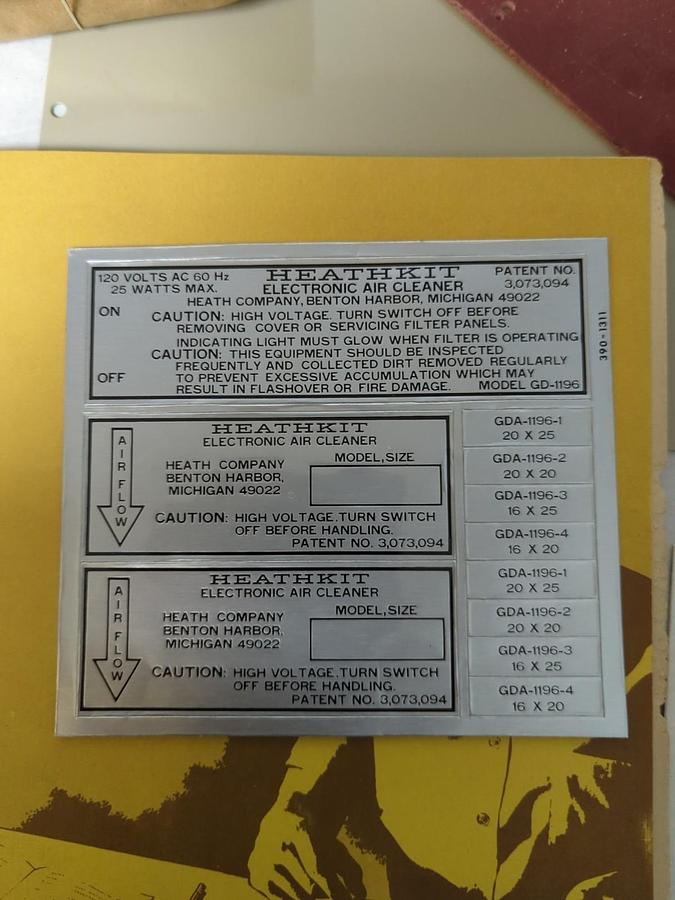 120 VOLTS AC 60 Hz
25 WATTS MAX.
HEATHKIT
ELECTRONIC AIR CLEANER
PATENT NO.
3,073,094
HEATH COMPANY, BENTON HARBOR, MICHIGAN 49022
ON
CAUTION: HIGH VOLTAGE. TURN SWITCH OFF BEFORE
REMOVING COVER OR SERVICING FILTER PANELS.
INDICATING LIGHT MUST GLOW WHEN FILTER IS OPERATING
CAUTION: THIS EQUIPMENT SHOULD BE INSPECTED
FREQUENTLY AND COLLECTED DIRT REMOVED REGULARLY
OFF
TO PREVENT EXCESSIVE ACCUMULATION WHICH MAY
RESULT IN FLASHOVER OR FIRE DAMAGE. MODEL GD-1196
390-1311
HEATHKIT
ELECTRONIC AIR CLEANER
AIR FLOW
HEATH COMPANY
BENTON HARBOR,
MICHIGAN 49022
MODEL,SIZE
CAUTION: HIGH VOLTAGE.TURN SWITCH
OFF BEFORE HANDLING.
PATENT NO. 3,073,094
HEATHKIT
ELECTRONIC AIR CLEANER
AIR FLOW
HEATH COMPANY
BENTON HARBOR,
MICHIGAN 49022
MODEL,SIZE
CAUTION: HIGH VOLTAGE.TURN SWITCH
OFF BEFORE HANDLING.
PATENT NO. 3,073,094
GDA-1196-1
20 X 25
GDA-1196-2
20 X 20
GDA-1196-3
16 X 25
GDA-1196-4
16 X 20
GDA-1196-1
20 X 25
GDA-1196-2
20 X 20
GDA-1196-3
16 X 25
GDA-1196-4
16 X 20